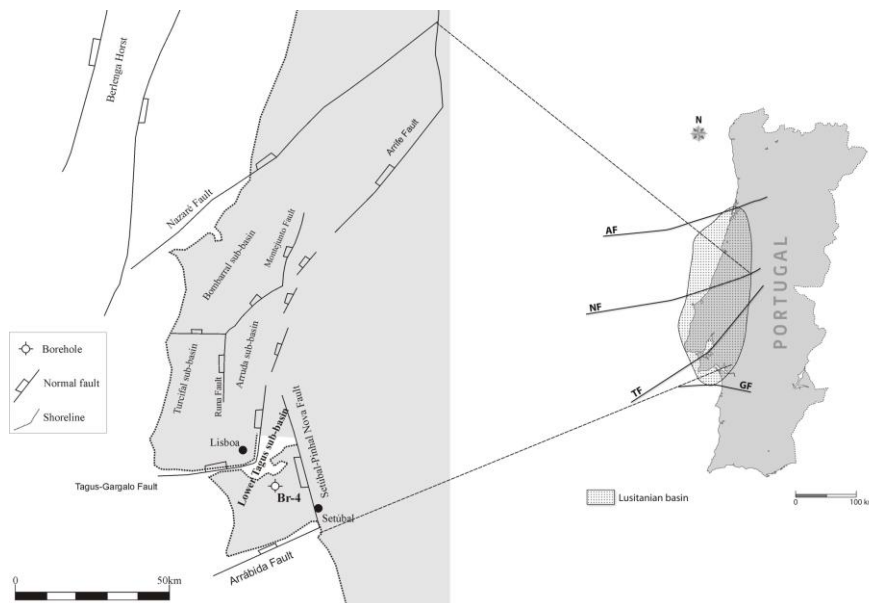 Berlenga Horst
Nazaré Fault
Arrife Fault
Bombarral sub-basin
Montejunto Fault
Turcifal sub-basin
Runa Fault
Arruda sub-basin
Lisboa
Lower Tagus sub-basin
Setúbal-Pinhal Nova Fault
Tagus-Gargalo Fault
Br-4
Setúbal
Arrábida Fault
Borehole
Normal fault
Shoreline
0 50km
N
AF
NF
TF
GF
PORTUGAL
Lusitanian basin
0 100 km